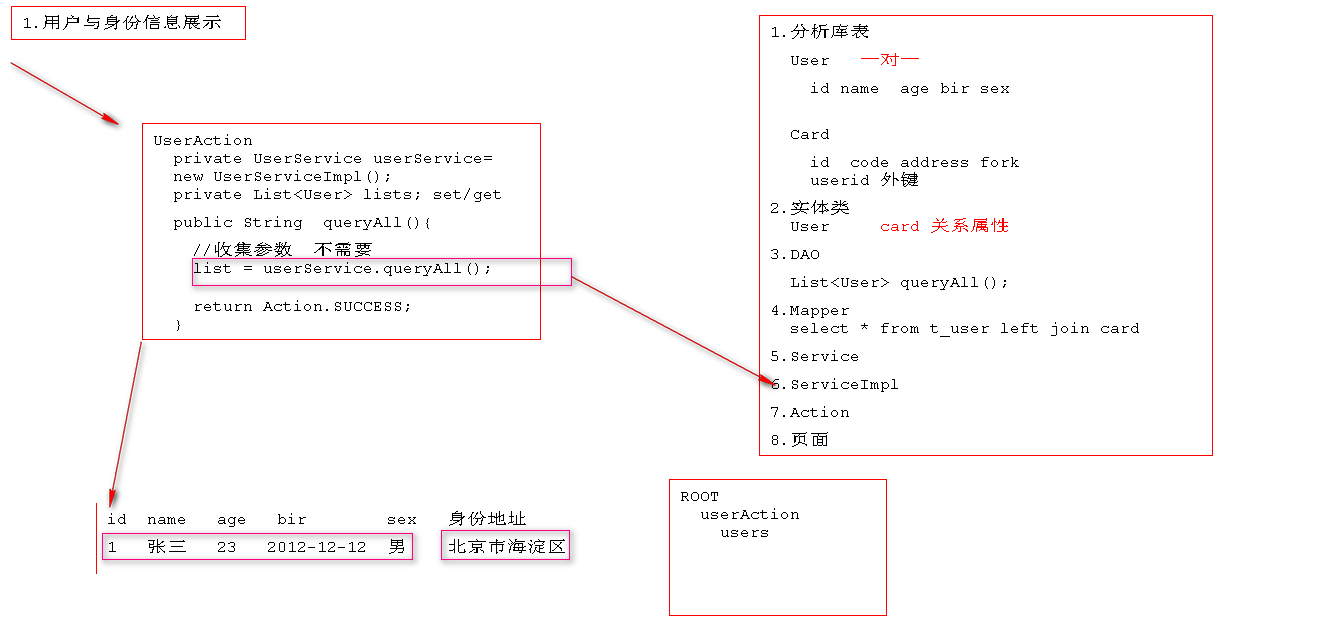 1.用户与身份信息展示
UserAction
private UserService userService=
new UserServiceImpl();
private List<User> lists; set/get
public String  queryAll(){
//收集参数  不需要
list = userService.queryAll();
return Action.SUCCESS;
}
id  name   age   bir        sex   身份地址
1   张三   23   2012-12-12  男   北京市海淀区
1.分析库表
User   一对一
id name  age bir sex
Card
id  code address fork
userid 外键
2.实体类
User     card 关系属性
3.DAO
List<User> queryAll();
4.Mapper
select * from t_user left join card
5.Service
6.ServiceImpl
7.Action
8.页面
ROOT
userAction
users